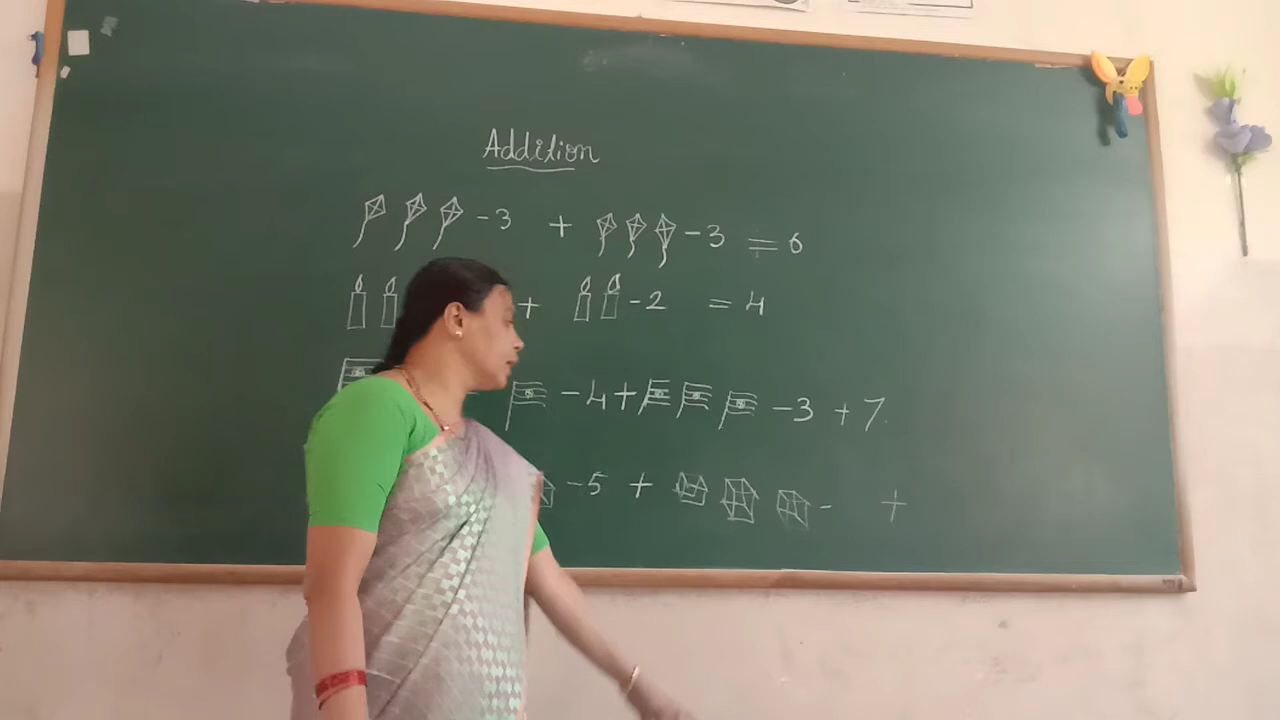 Addition
-3 + -3 = 6
+ -2 = 4
-4 + -3 + 7
-5 + - +